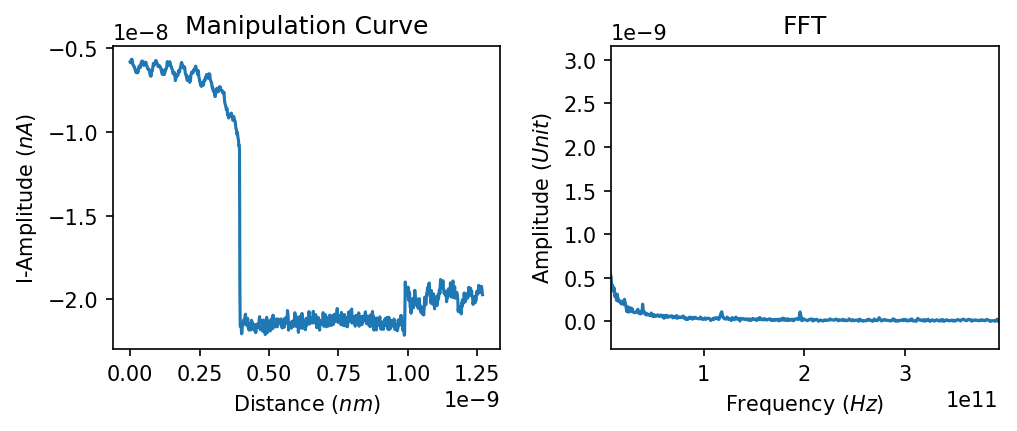 Manipulation Curve
1e−8
−0.5
−1.0
−1.5
−2.0
I-Amplitude (nA)
0.00 0.25 0.50 0.75 1.00 1.25
Distance (nm)
1e−9
FFT
1e−9
3.0
2.5
2.0
1.5
1.0
0.5
0.0
Amplitude (Unit)
1 2 3
Frequency (Hz)
1e11